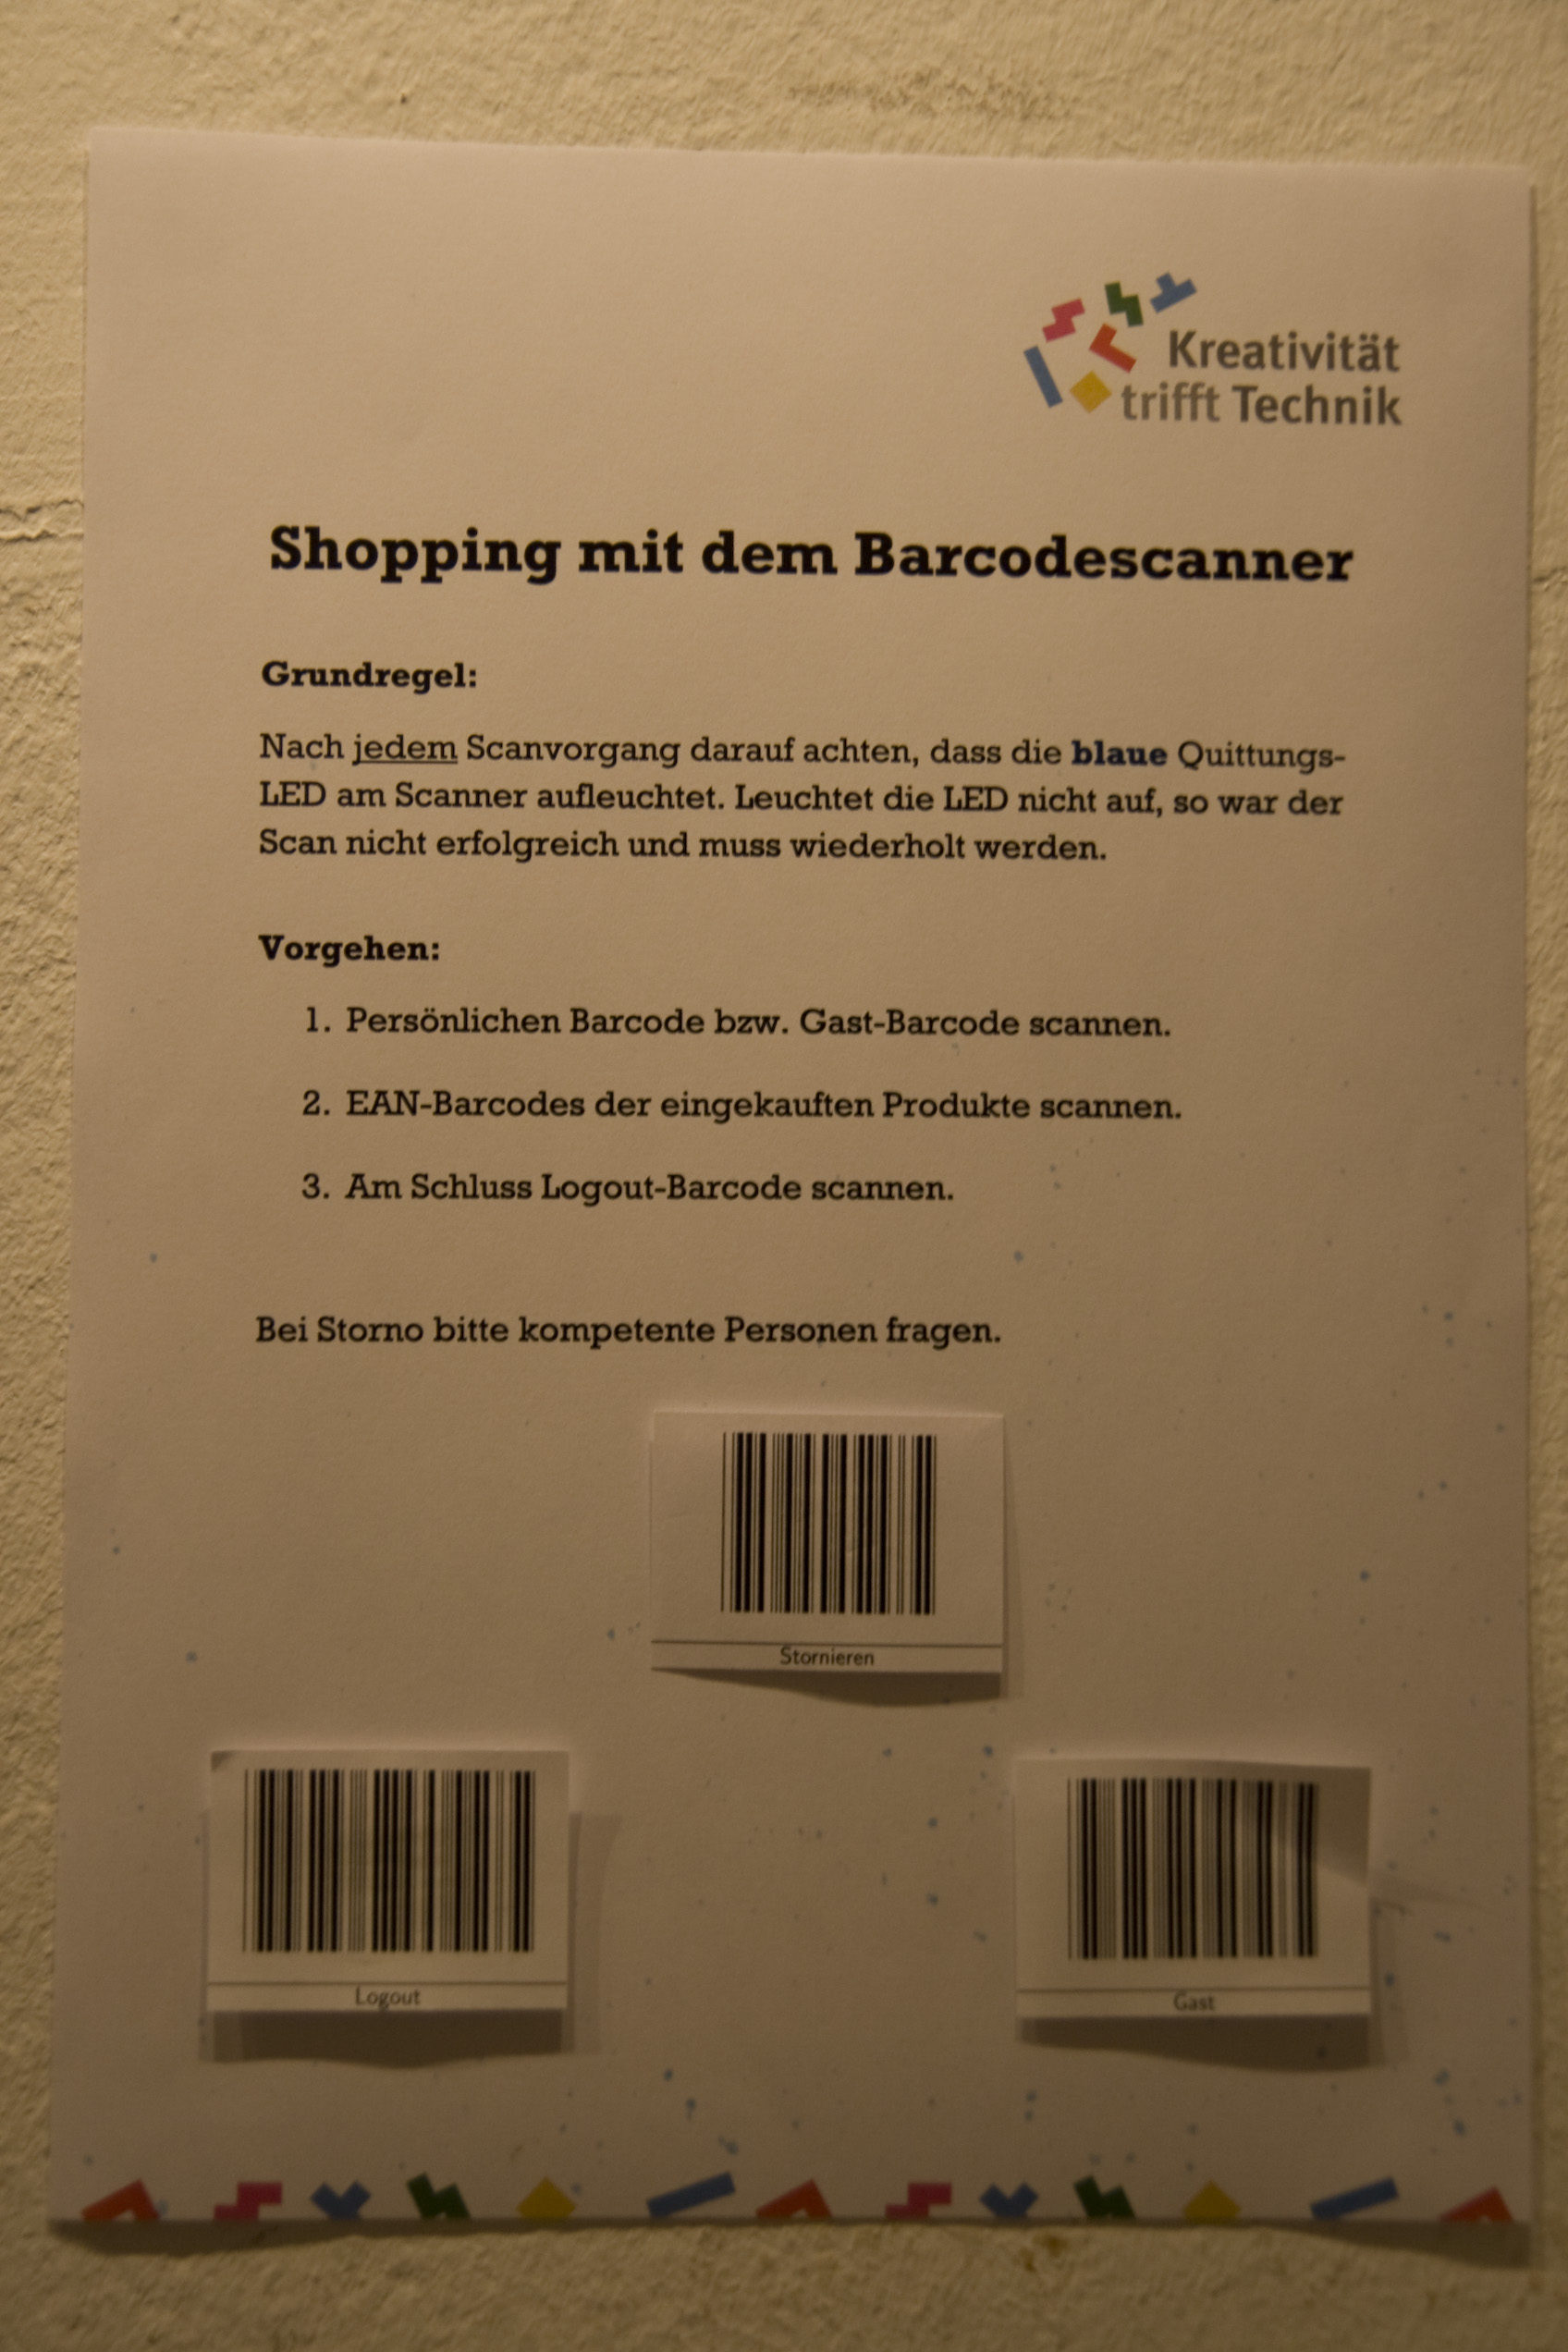 Kreativität
trifft Technik
Shopping mit dem Barcodescanner
Grundregel:
Nach jedem Scanvorgang darauf achten, dass die blaue Quittungs-
LED am Scanner aufleuchtet. Leuchtet die LED nicht auf, so war der
Scan nicht erfolgreich und muss wiederholt werden.
Vorgehen:
1. Persönlichen Barcode bzw. Gast-Barcode scannen.
2. EAN-Barcodes der eingekauften Produkte scannen.
3. Am Schluss Logout-Barcode scannen.
Bei Storno bitte kompetente Personen fragen.
Stornieren
Logout
Gast